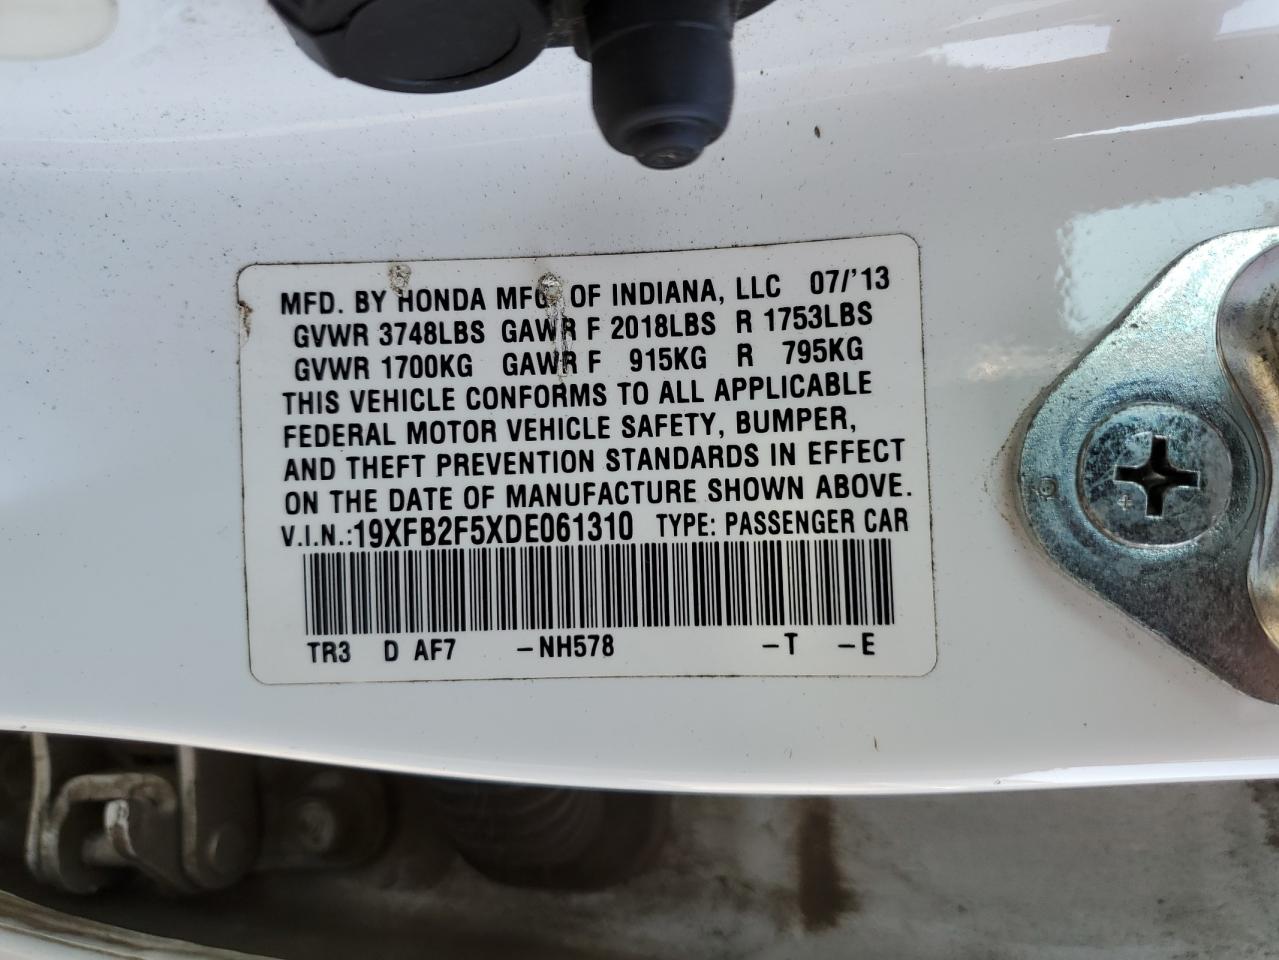 MFD. BY HONDA MFG. OF INDIANA, LLC 07/'13
GVWR 3748LBS GAWR F 2018LBS R 1753LBS
GVWR 1700KG GAWR F 915KG R 795KG
THIS VEHICLE CONFORMS TO ALL APPLICABLE
FEDERAL MOTOR VEHICLE SAFETY, BUMPER,
AND THEFT PREVENTION STANDARDS IN EFFECT
ON THE DATE OF MANUFACTURE SHOWN ABOVE.
V.I.N.:19XFB2F5XDE061310 TYPE: PASSENGER CAR
TR3 D AF7 -NH578 -T -E